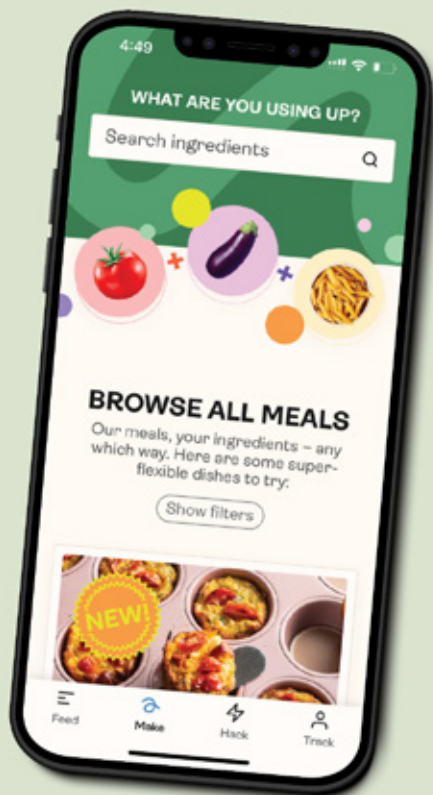 4:49
WHAT ARE YOU USING UP?
Search ingredients
BROWSE ALL MEALS
Our meals, your ingredients – any
which way. Here are some super-
flexible dishes to try:
Show filters
NEW!
Feed
Make
Hack
Track